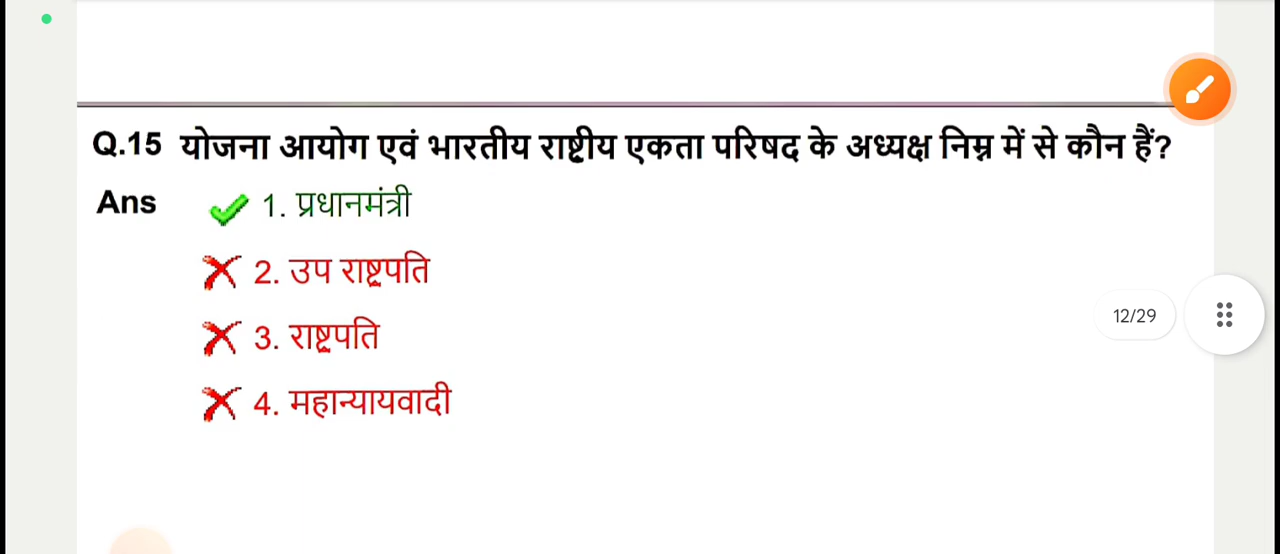 Q.15 योजना आयोग एवं भारतीय राष्ट्रीय एकता परिषद के अध्यक्ष निम्न में से कौन हैं?
Ans 1. प्रधानमंत्री
2. उप राष्ट्रपति
3. राष्ट्रपति
12/29
4. महान्यायवादी